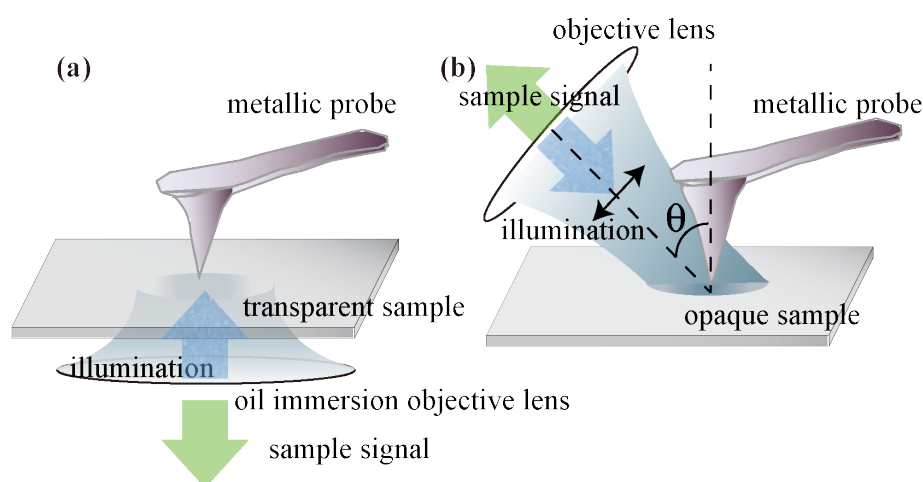 (a)
metallic probe
transparent sample
illumination
oil immersion objective lens
sample signal
(b)
objective lens
sample signal
metallic probe
illumination
θ
opaque sample